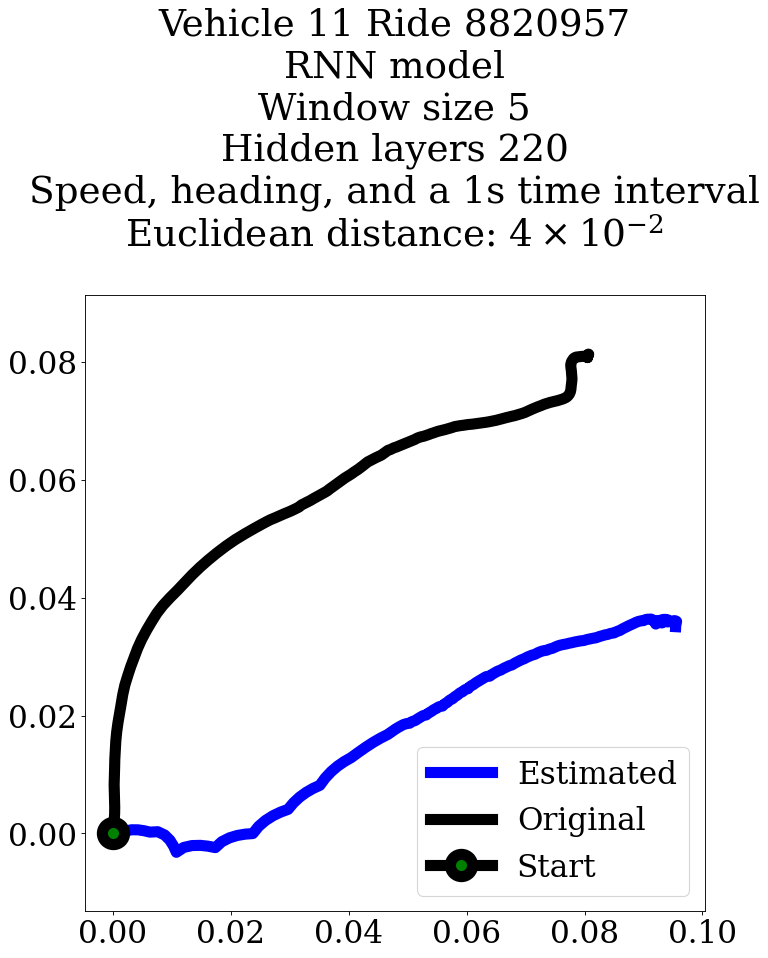 Vehicle 11 Ride 8820957
RNN model
Window size 5
Hidden layers 220
Speed, heading, and a 1s time interval
Euclidean distance: 4 × 10⁻²
0.08
0.06
0.04
0.02
0.00
Estimated
Original
Start
0.00 0.02 0.04 0.06 0.08 0.10